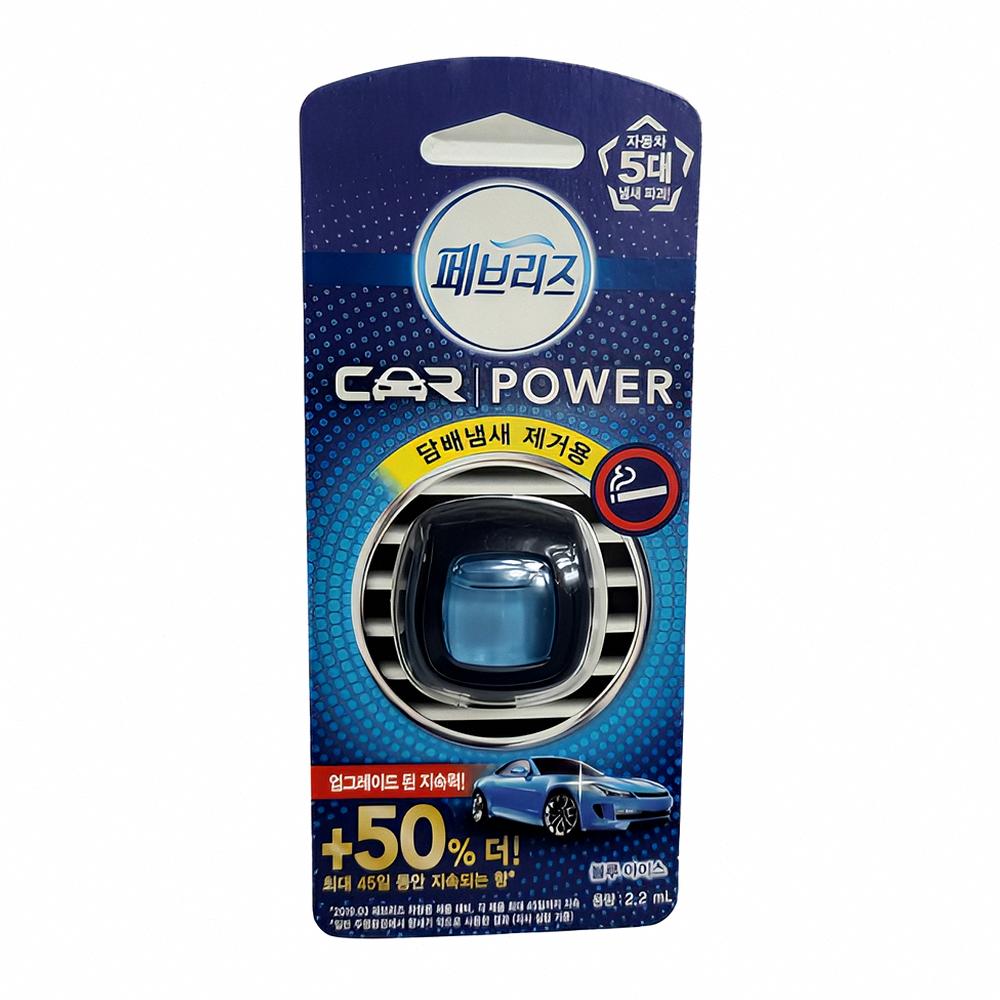 자동차
5대
냄새 파괴!
페브리즈
CAR | POWER
담배냄새 제거용
업그레이드 된 지속력!
+50% 더!
최대 45일 동안 지속되는 향*
블루 아이스
용량 : 2.2 mL